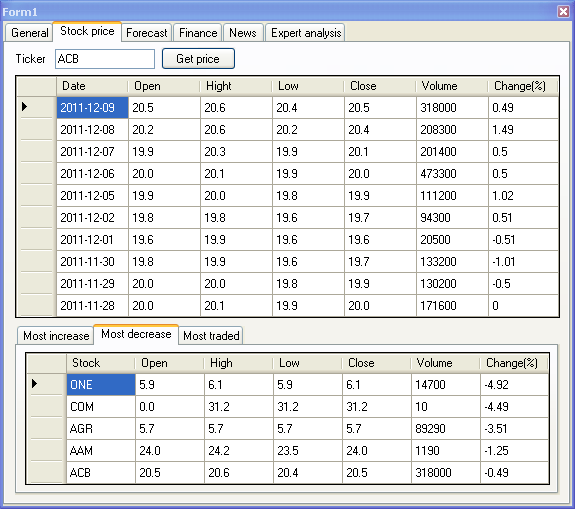 Form1
General Stock price Forecast Finance News Expert analysis
Ticker ACB Get price
Date Open Hight Low Close Volume Change(%)
2011-12-09 20.5 20.6 20.4 20.5 318000 0.49
2011-12-08 20.2 20.6 20.2 20.4 208300 1.49
2011-12-07 19.9 20.3 19.9 20.1 201400 0.5
2011-12-06 20.0 20.1 19.9 20.0 473300 0.5
2011-12-05 19.9 20.0 19.8 19.9 111200 1.02
2011-12-02 19.8 19.8 19.6 19.7 94300 0.51
2011-12-01 19.6 19.9 19.6 19.6 20500 -0.51
2011-11-30 19.8 19.9 19.6 19.7 133200 -1.01
2011-11-29 20.0 20.0 19.8 19.9 130200 -0.5
2011-11-28 20.0 20.1 19.9 20.0 171600 0
Most increase Most decrease Most traded
Stock Open High Low Close Volume Change(%)
ONE 5.9 6.1 5.9 6.1 14700 -4.92
COM 0.0 31.2 31.2 31.2 10 -4.49
AGR 5.7 5.7 5.7 5.7 89290 -3.51
AAM 24.0 24.2 23.5 24.0 1190 -1.25
ACB 20.5 20.6 20.4 20.5 318000 -0.49